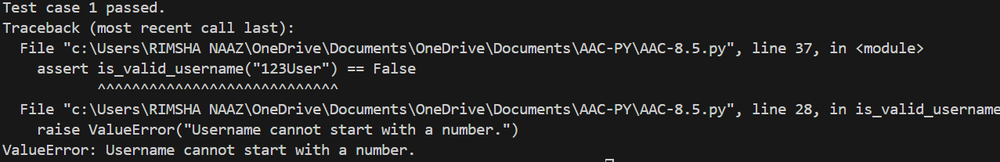 Test case 1 passed.
Traceback (most recent call last):
  File "c:\Users\RIMSHA NAAZ\OneDrive\Documents\OneDrive\Documents\AAC-PY\AAC-8.5.py", line 37, in <module>
    assert is_valid_username("123User") == False
           ^^^^^^^^^^^^^^^^^^^^^^^^^^^^
  File "c:\Users\RIMSHA NAAZ\OneDrive\Documents\OneDrive\Documents\AAC-PY\AAC-8.5.py", line 28, in is_valid_username
    raise ValueError("Username cannot start with a number.")
ValueError: Username cannot start with a number.